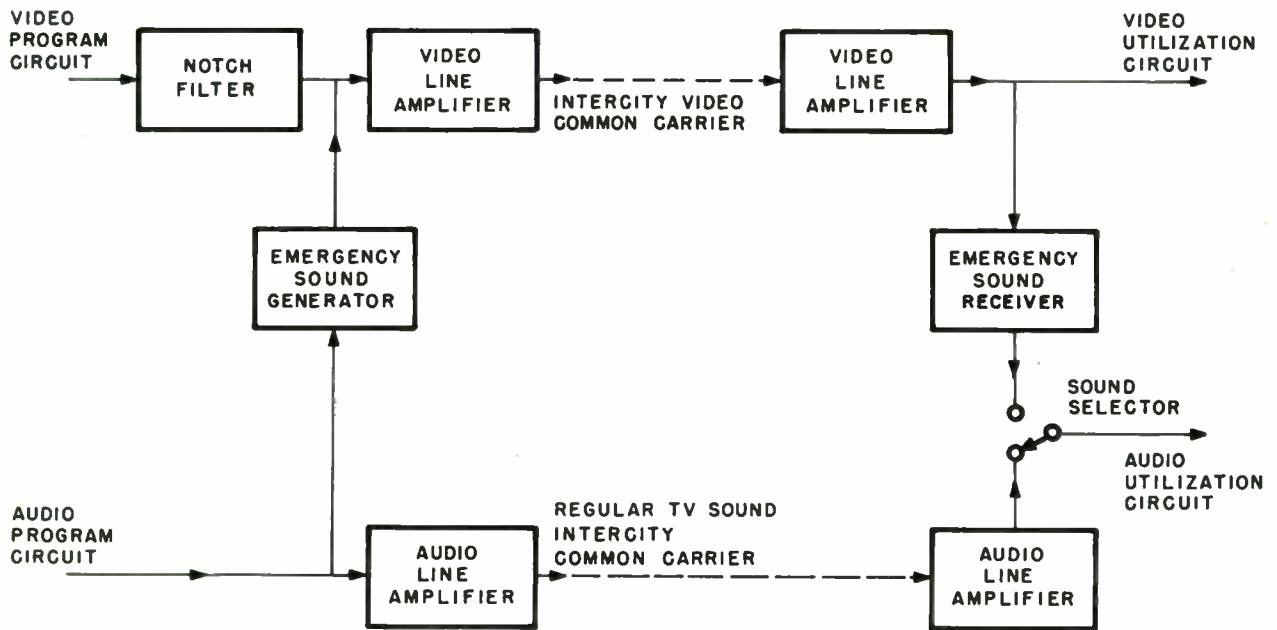 VIDEO
PROGRAM
CIRCUIT
NOTCH
FILTER
VIDEO
LINE
AMPLIFIER
INTERCITY VIDEO
COMMON CARRIER
VIDEO
LINE
AMPLIFIER
VIDEO
UTILIZATION
CIRCUIT
EMERGENCY
SOUND
GENERATOR
EMERGENCY
SOUND
RECEIVER
SOUND
SELECTOR
AUDIO
UTILIZATION
CIRCUIT
AUDIO
PROGRAM
CIRCUIT
AUDIO
LINE
AMPLIFIER
REGULAR TV SOUND
INTERCITY
COMMON CARRIER
AUDIO
LINE
AMPLIFIER